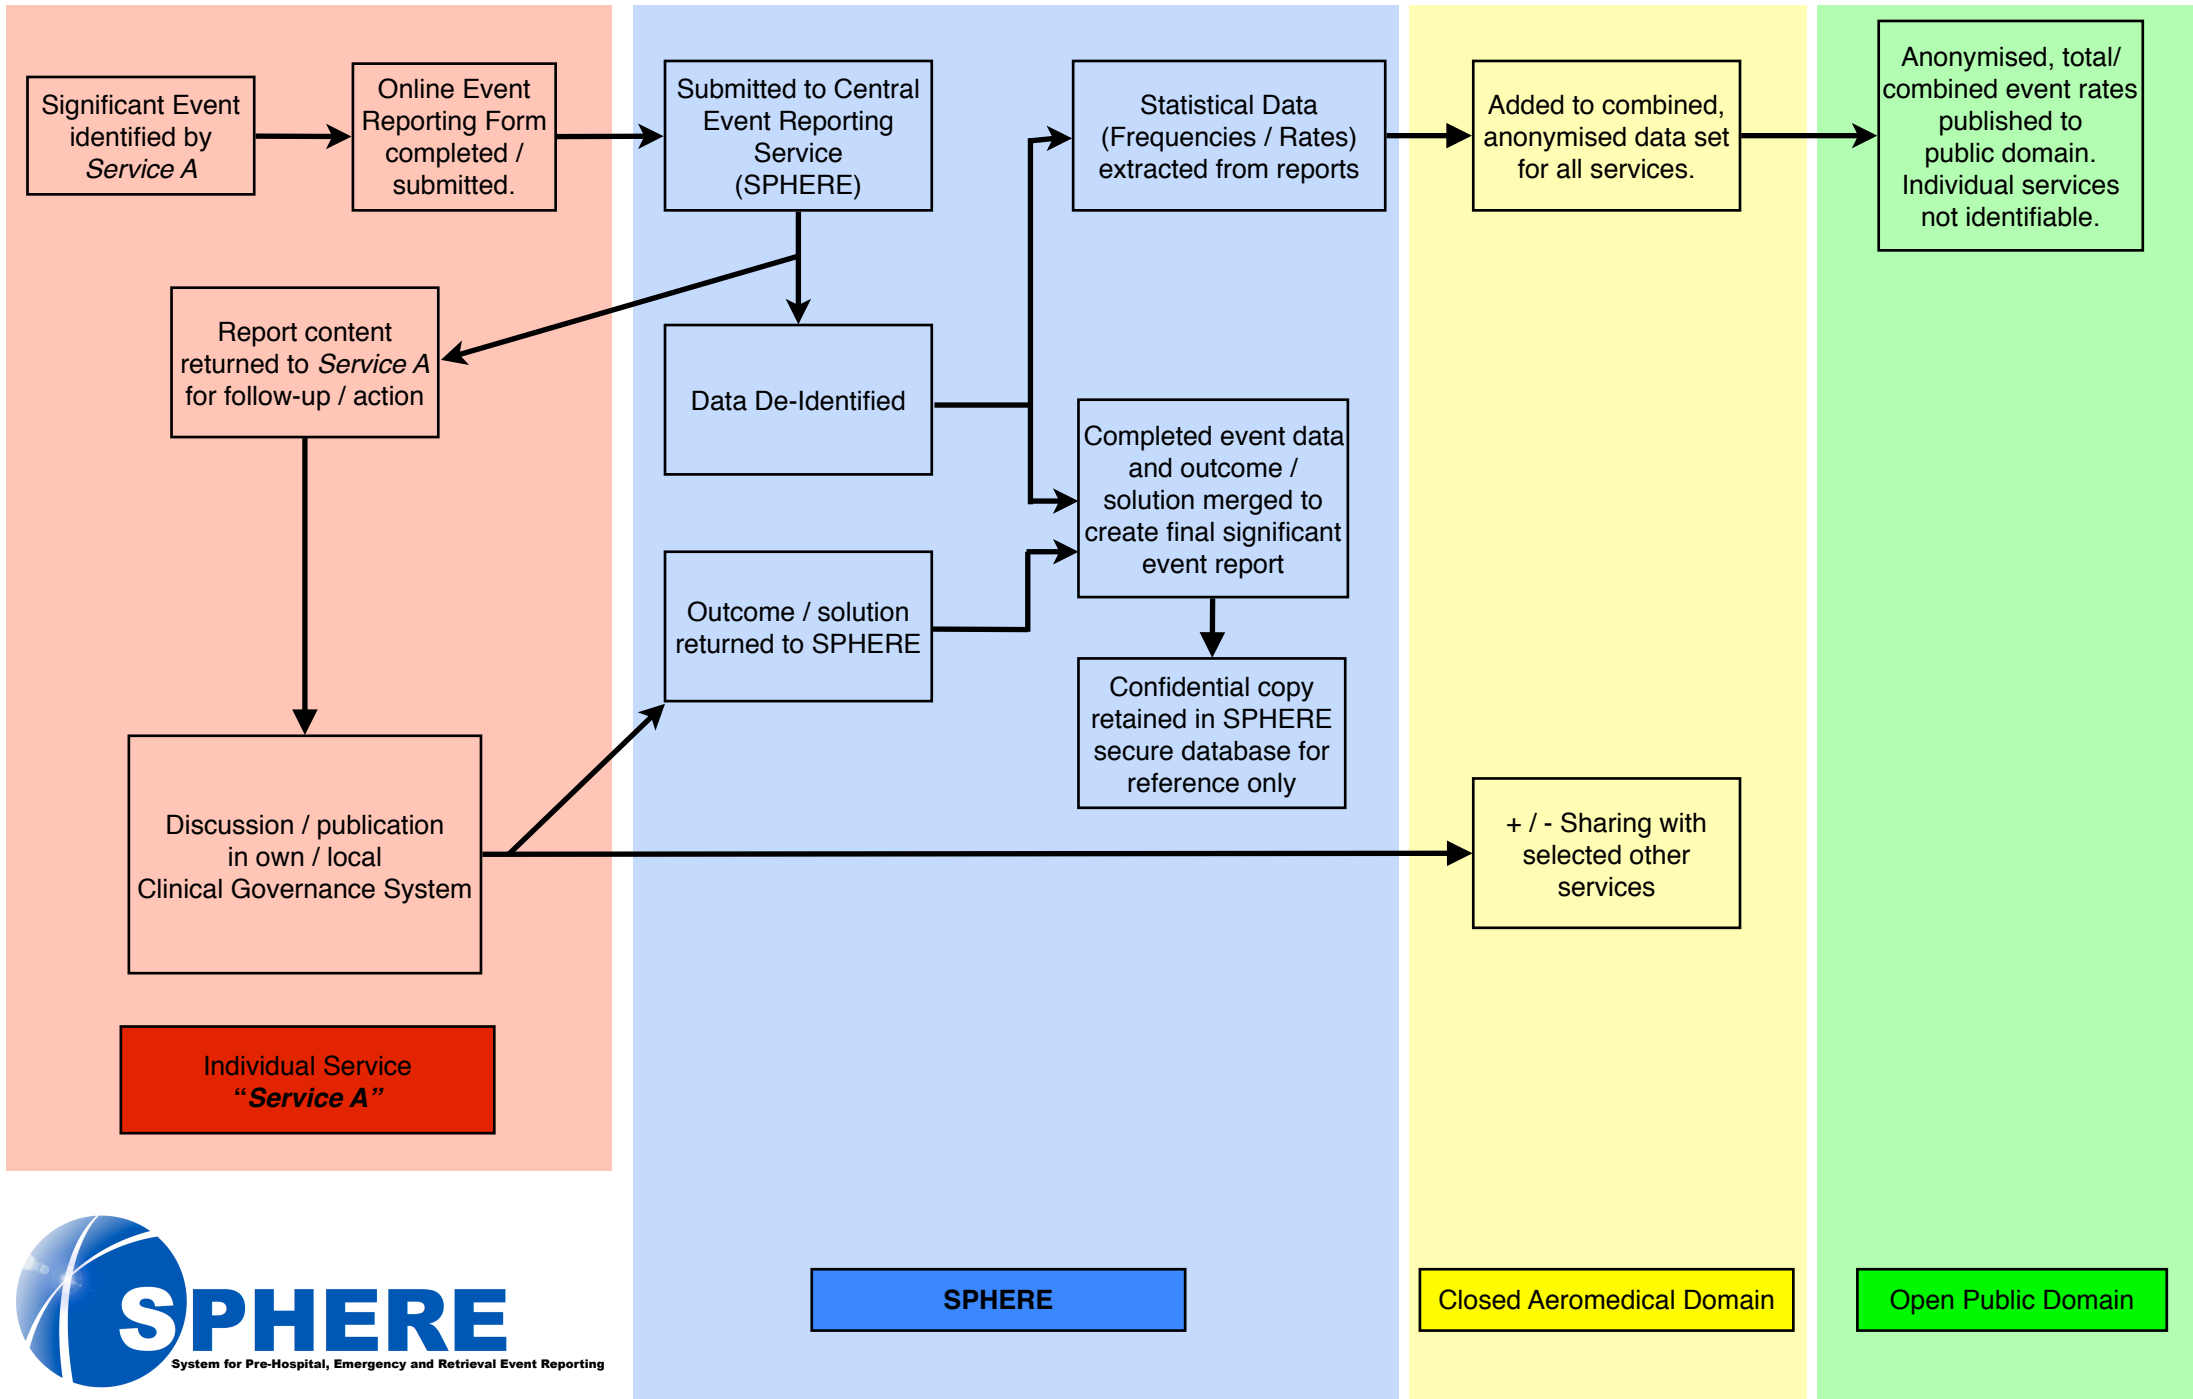 Significant Event
identified by
Service A
Online Event
Reporting Form
completed /
submitted.
Submitted to Central
Event Reporting
Service
(SPHERE)
Statistical Data
(Frequencies / Rates)
extracted from reports
Added to combined,
anonymised data set
for all services.
Anonymised, total/
combined event rates
published to
public domain.
Individual services
not identifiable.
Report content
returned to Service A
for follow-up / action
Data De-Identified
Completed event data
and outcome /
solution merged to
create final significant
event report
Outcome / solution
returned to SPHERE
Confidential copy
retained in SPHERE
secure database for
reference only
Discussion / publication
in own / local
Clinical Governance System
+ / - Sharing with
selected other
services
Individual Service
“Service A”
SPHERE
Closed Aeromedical Domain
Open Public Domain
SPHERE
System for Pre-Hospital, Emergency and Retrieval Event Reporting